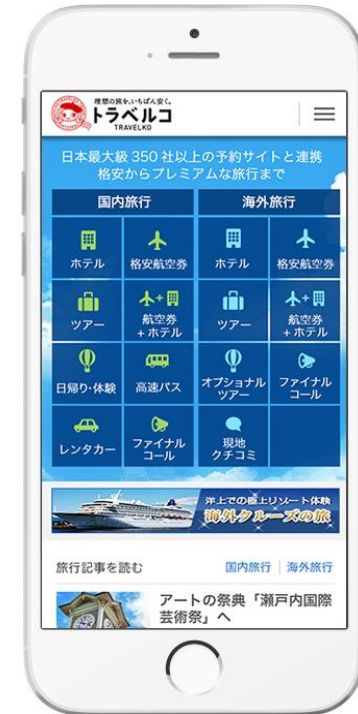 理想の旅を、いちばん安く。
トラベルコ
TRAVELKO
日本最大級 350 社以上の予約サイトと連携
格安からプレミアムな旅行まで
国内旅行
海外旅行
ホテル
格安航空券
ホテル
格安航空券
ツアー
航空券
+ホテル
ツアー
航空券
+ホテル
日帰り・体験
高速バス
オプショナル
ツアー
ファイナル
コール
レンタカー
ファイナル
コール
現地
クチコミ
洋上での極上リゾート体験
海外クルーズの旅
旅行記事を読む
国内旅行
海外旅行
アートの祭典「瀬戸内国際
芸術祭」へ